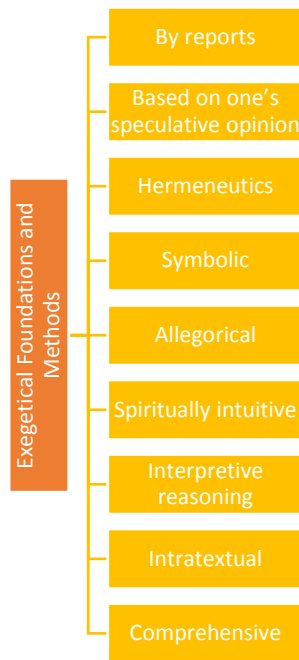 Exegetical Foundations and
Methods
By reports
Based on one's
speculative opinion
Hermeneutics
Symbolic
Allegorical
Spiritually intuitive
Interpretive
reasoning
Intratextual
Comprehensive